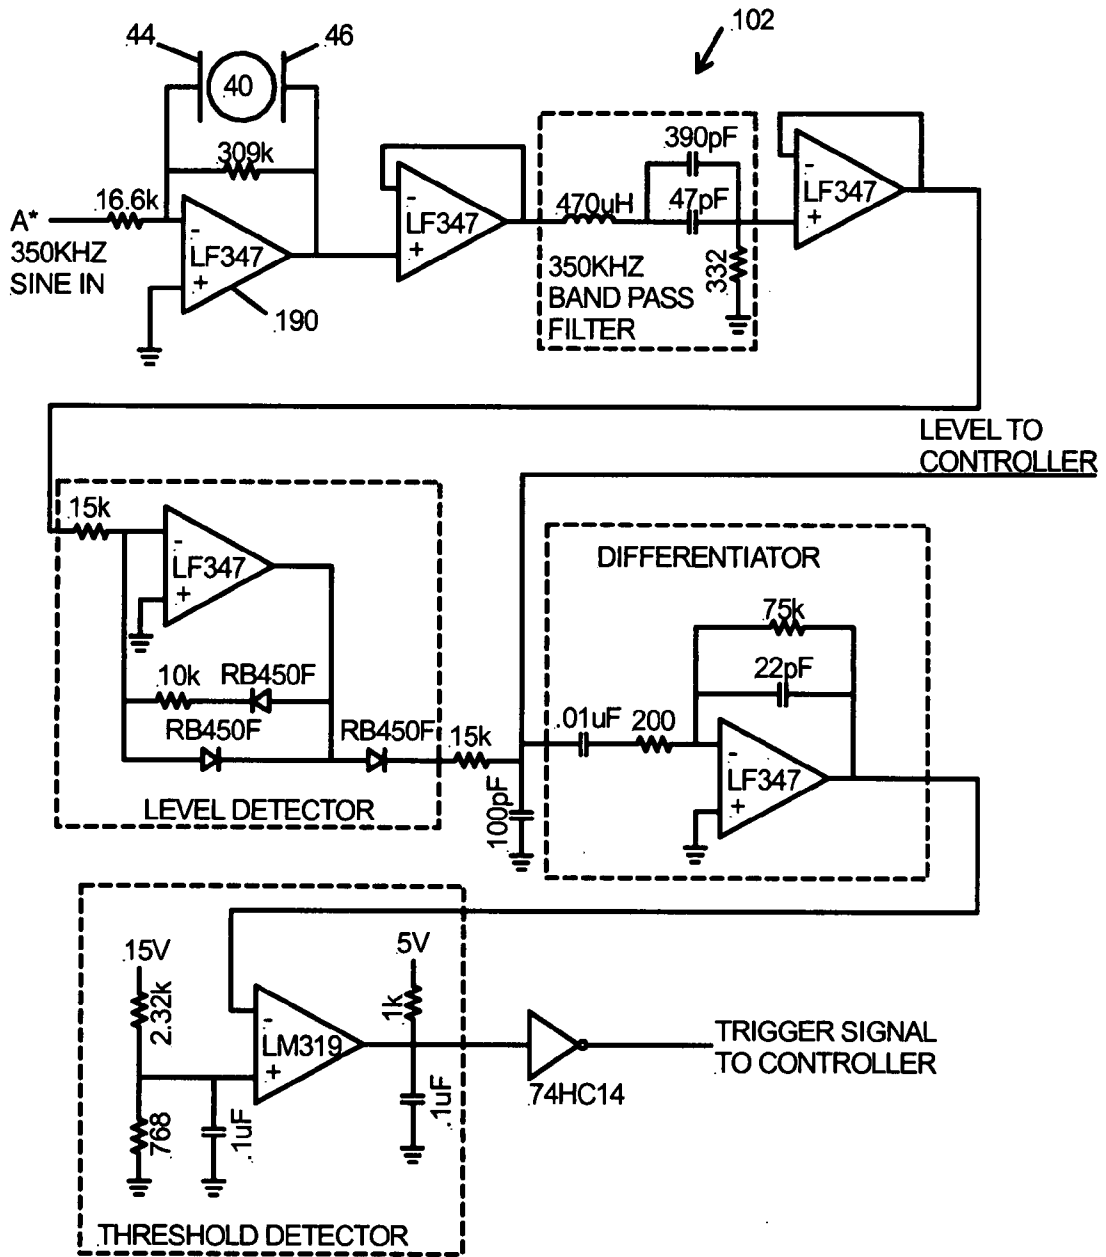 102
44
46
40
309k
16.6k
A*
350KHZ
SINE IN
-
LF347
+
190
-
LF347
+
470uH
390pF
47pF
332
350KHZ
BAND PASS
FILTER
-
LF347
+
LEVEL TO
CONTROLLER
15k
-
LF347
+
10k
RB450F
RB450F
RB450F
15k
LEVEL DETECTOR
100pF
DIFFERENTIATOR
75k
22pF
.01uF
200
-
LF347
+
15V
2.32k
768
.1uF
-
LM319
+
5V
1k
.1uF
74HC14
TRIGGER SIGNAL
TO CONTROLLER
THRESHOLD DETECTOR